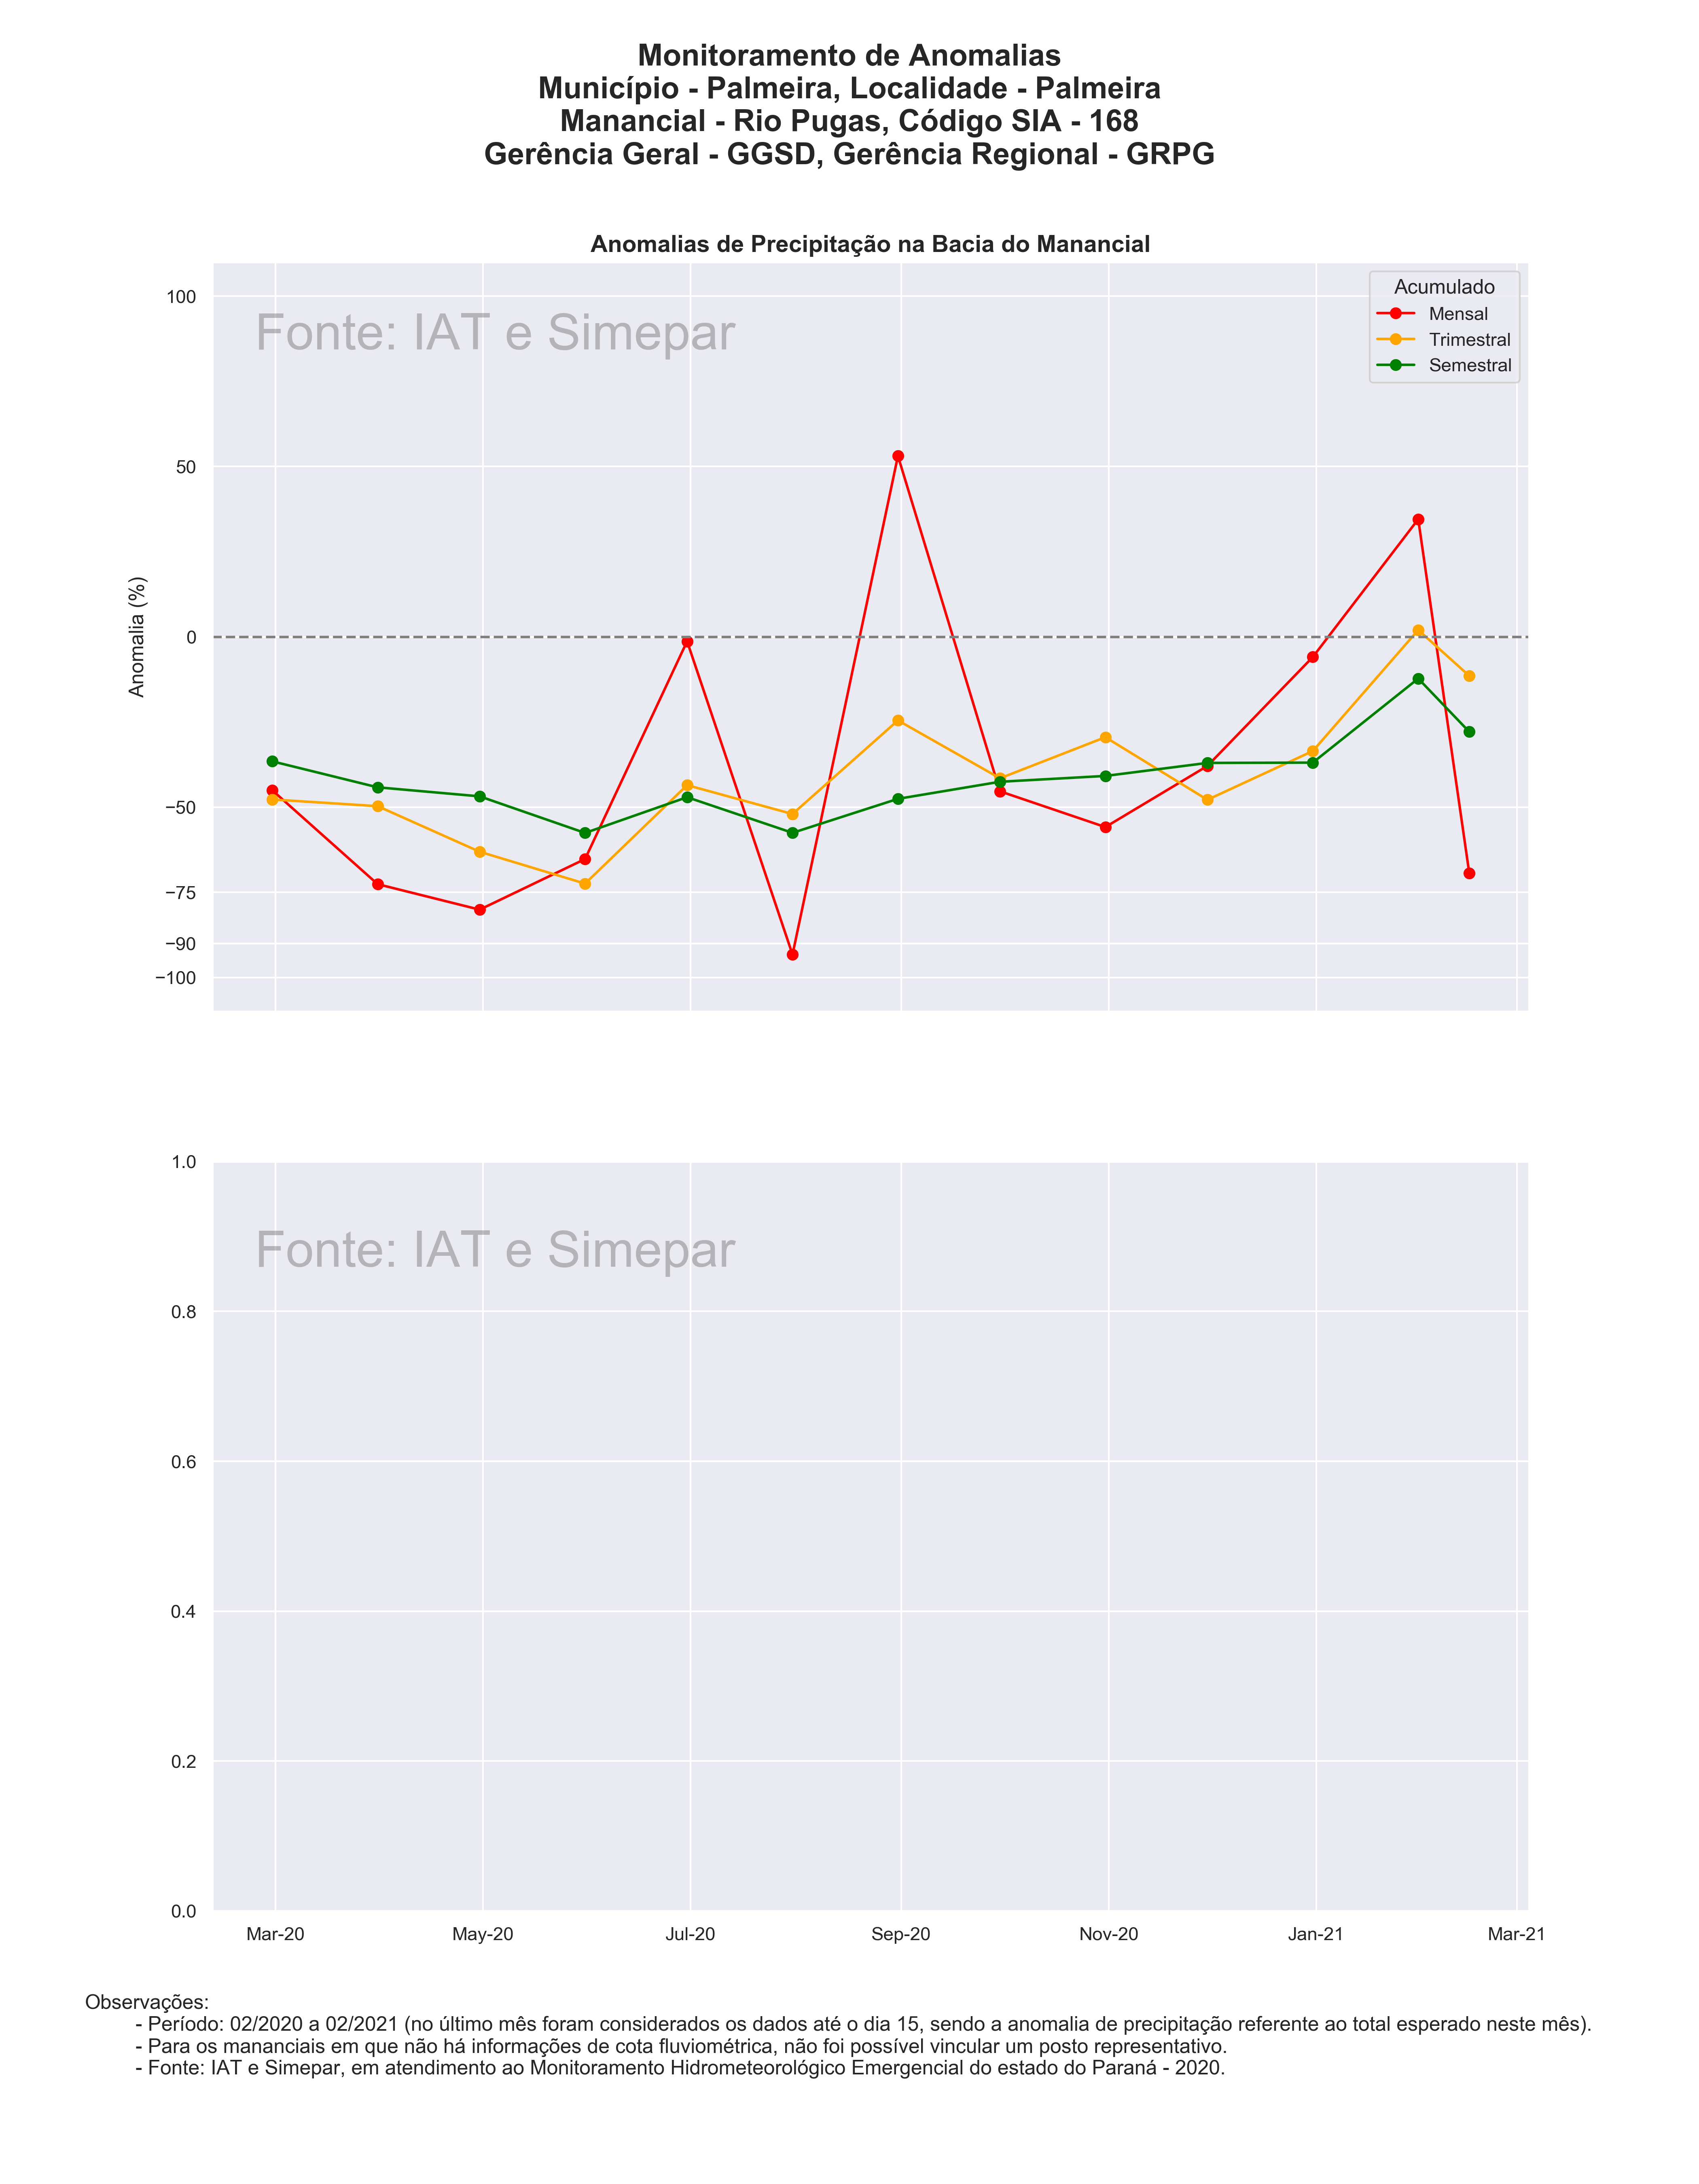 Monitoramento de Anomalias
Município - Palmeira, Localidade - Palmeira
Manancial - Rio Pugas, Código SIA - 168
Gerência Geral - GGSD, Gerência Regional - GRPG
Anomalias de Precipitação na Bacia do Manancial
Fonte: IAT e Simepar
Acumulado
Mensal
Trimestral
Semestral
Anomalia (%)
100
50
0
−50
−75
−90
−100
Fonte: IAT e Simepar
1.0
0.8
0.6
0.4
0.2
0.0
Mar-20 May-20 Jul-20 Sep-20 Nov-20 Jan-21 Mar-21
Observações:
- Período: 02/2020 a 02/2021 (no último mês foram considerados os dados até o dia 15, sendo a anomalia de precipitação referente ao total esperado neste mês).
- Para os mananciais em que não há informações de cota fluviométrica, não foi possível vincular um posto representativo.
- Fonte: IAT e Simepar, em atendimento ao Monitoramento Hidrometeorológico Emergencial do estado do Paraná - 2020.